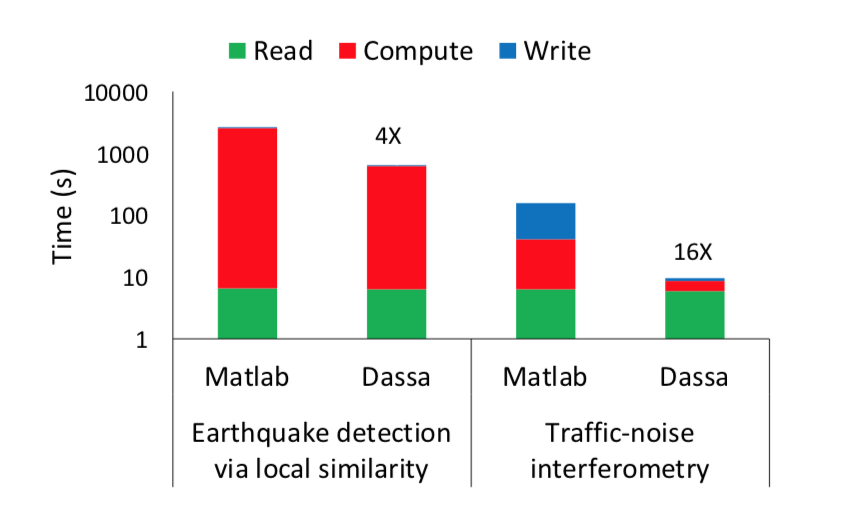 Read Compute Write
10000
1000
100
10
1
Time (s)
4X
16X
Matlab Dassa Matlab Dassa
Earthquake detection
via local similarity
Traffic-noise
interferometry